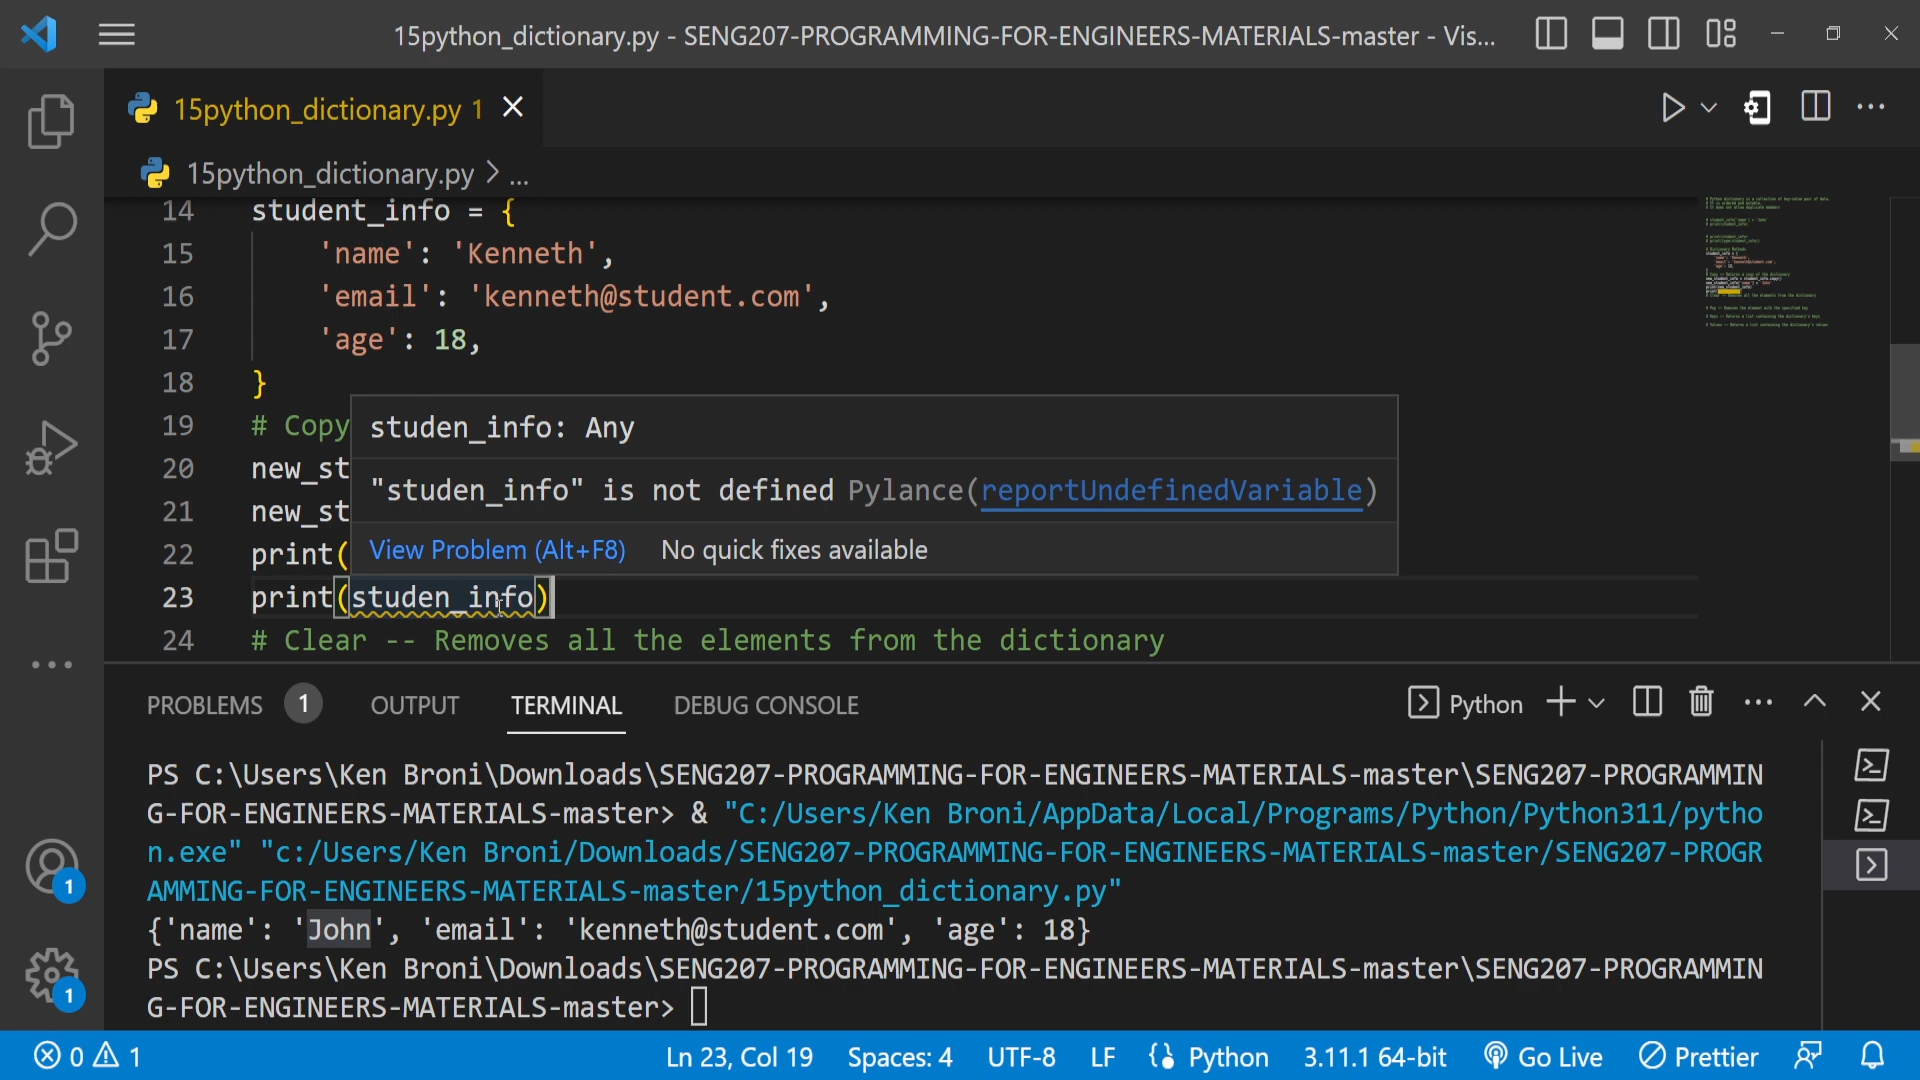 15python_dictionary.py - SENG207-PROGRAMMING-FOR-ENGINEERS-MATERIALS-master - Vis...
15python_dictionary.py 1
15python_dictionary.py > ...
14 student_info = {
15 'name': 'Kenneth',
16 'email': 'kenneth@student.com',
17 'age': 18,
18 }
19 # Copy
20 new_st
21 new_st
22 print(
studen_info: Any
"studen_info" is not defined Pylance(reportUndefinedVariable)
View Problem (Alt+F8) No quick fixes available
23 print(studen_info)
24 # Clear -- Removes all the elements from the dictionary
PROBLEMS 1 OUTPUT TERMINAL DEBUG CONSOLE Python
PS C:\Users\Ken Broni\Downloads\SENG207-PROGRAMMING-FOR-ENGINEERS-MATERIALS-master\SENG207-PROGRAMMIN
G-FOR-ENGINEERS-MATERIALS-master> & "C:/Users/Ken Broni/AppData/Local/Programs/Python/Python311/pytho
n.exe" "c:/Users/Ken Broni/Downloads/SENG207-PROGRAMMING-FOR-ENGINEERS-MATERIALS-master/SENG207-PROGR
AMMING-FOR-ENGINEERS-MATERIALS-master/15python_dictionary.py"
{'name': 'John', 'email': 'kenneth@student.com', 'age': 18}
PS C:\Users\Ken Broni\Downloads\SENG207-PROGRAMMING-FOR-ENGINEERS-MATERIALS-master\SENG207-PROGRAMMIN
G-FOR-ENGINEERS-MATERIALS-master>
1
1
0 1 Ln 23, Col 19 Spaces: 4 UTF-8 LF Python 3.11.1 64-bit Go Live Prettier